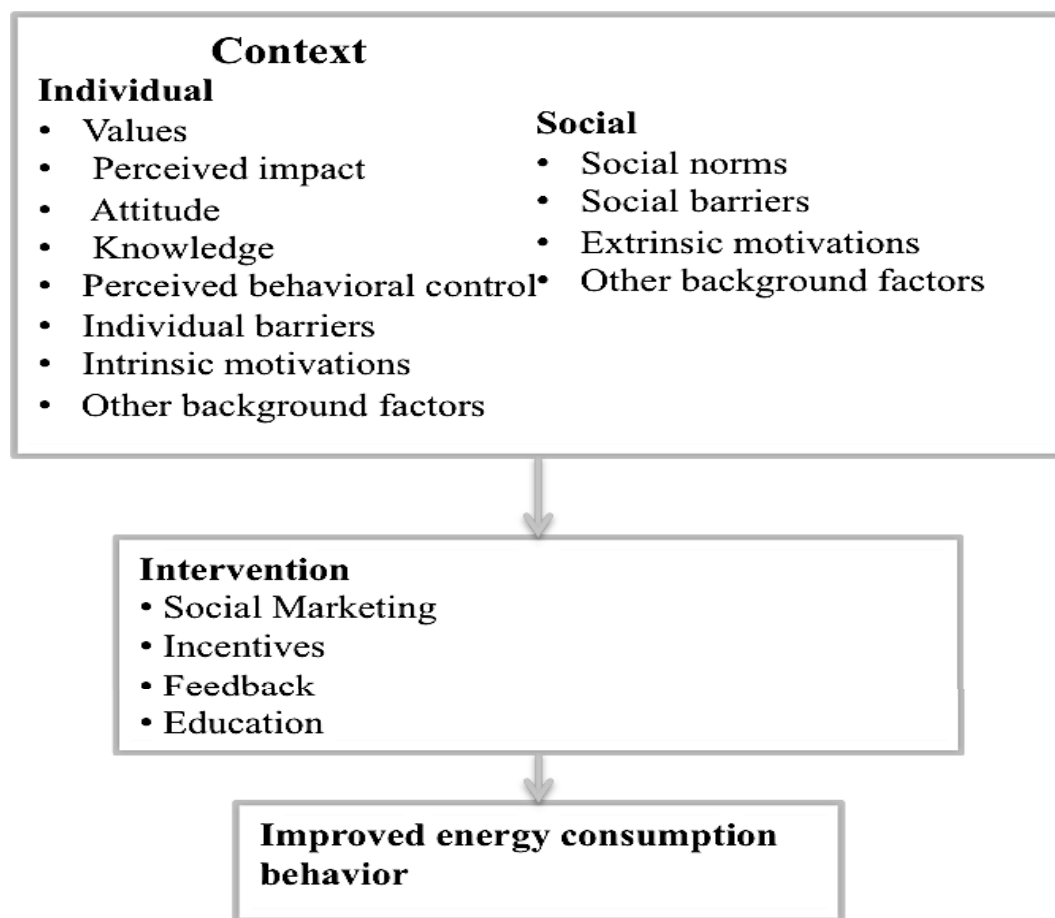 Context
Individual
• Values
• Perceived impact
• Attitude
• Knowledge
• Perceived behavioral control
• Individual barriers
• Intrinsic motivations
• Other background factors
Social
• Social norms
• Social barriers
• Extrinsic motivations
• Other background factors
Intervention
• Social Marketing
• Incentives
• Feedback
• Education
Improved energy consumption
behavior